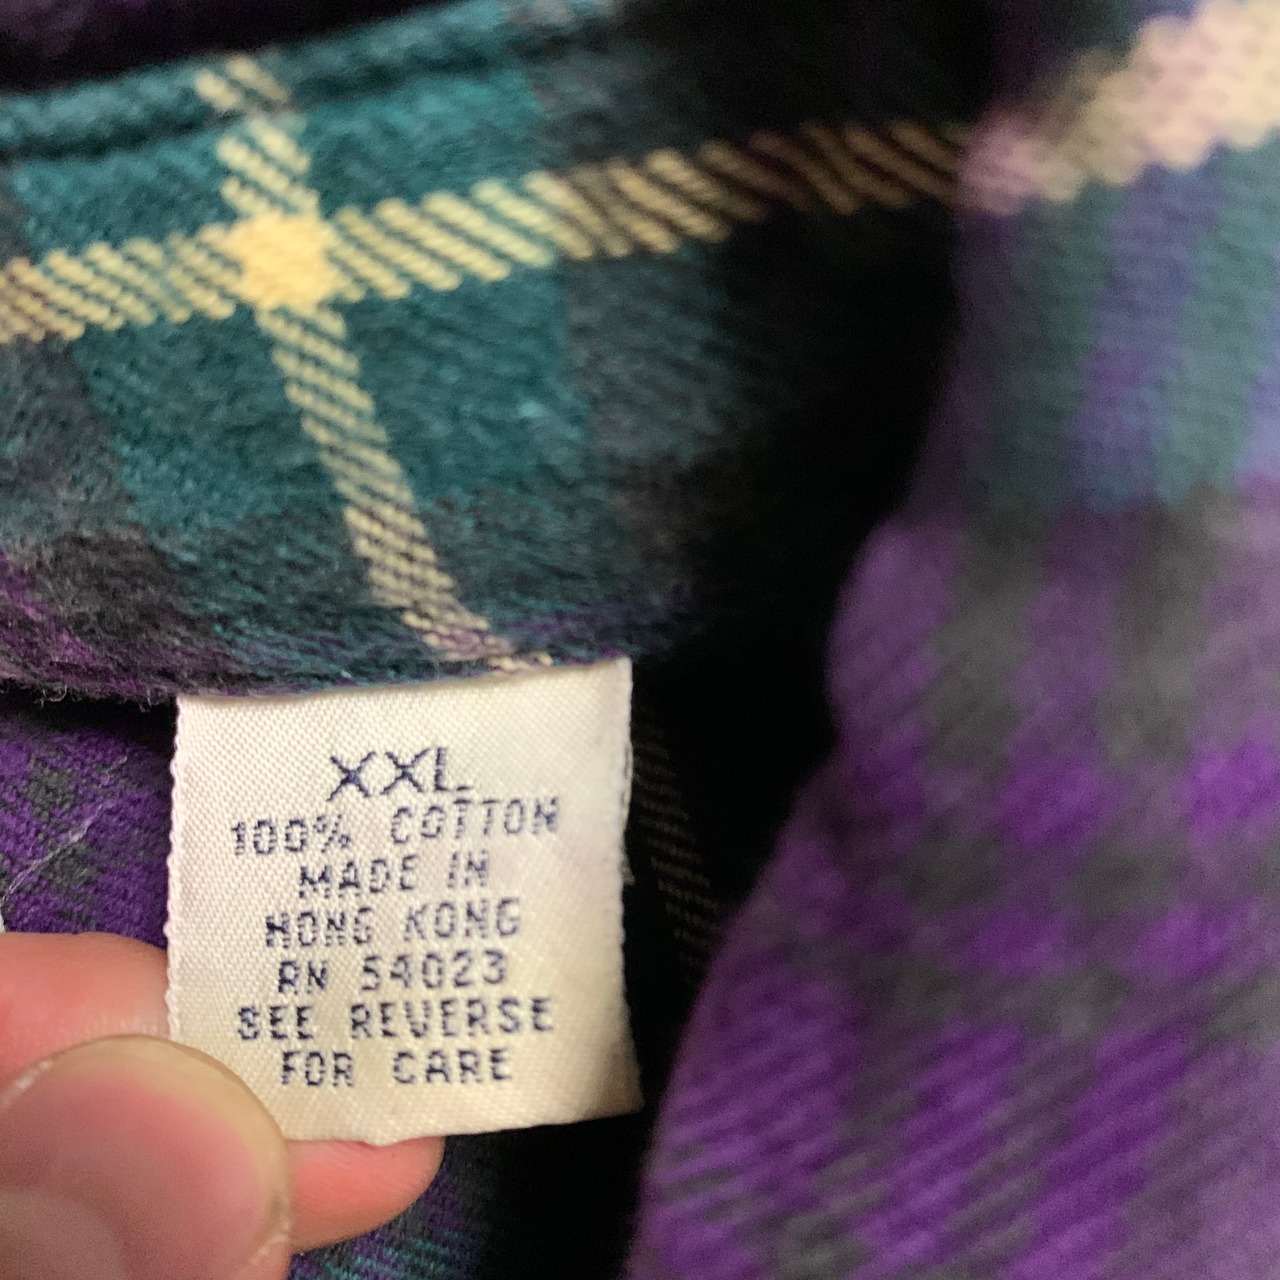 XXL
100% COTTON
MADE IN
HONG KONG
RN 54023
SEE REVERSE
FOR CARE